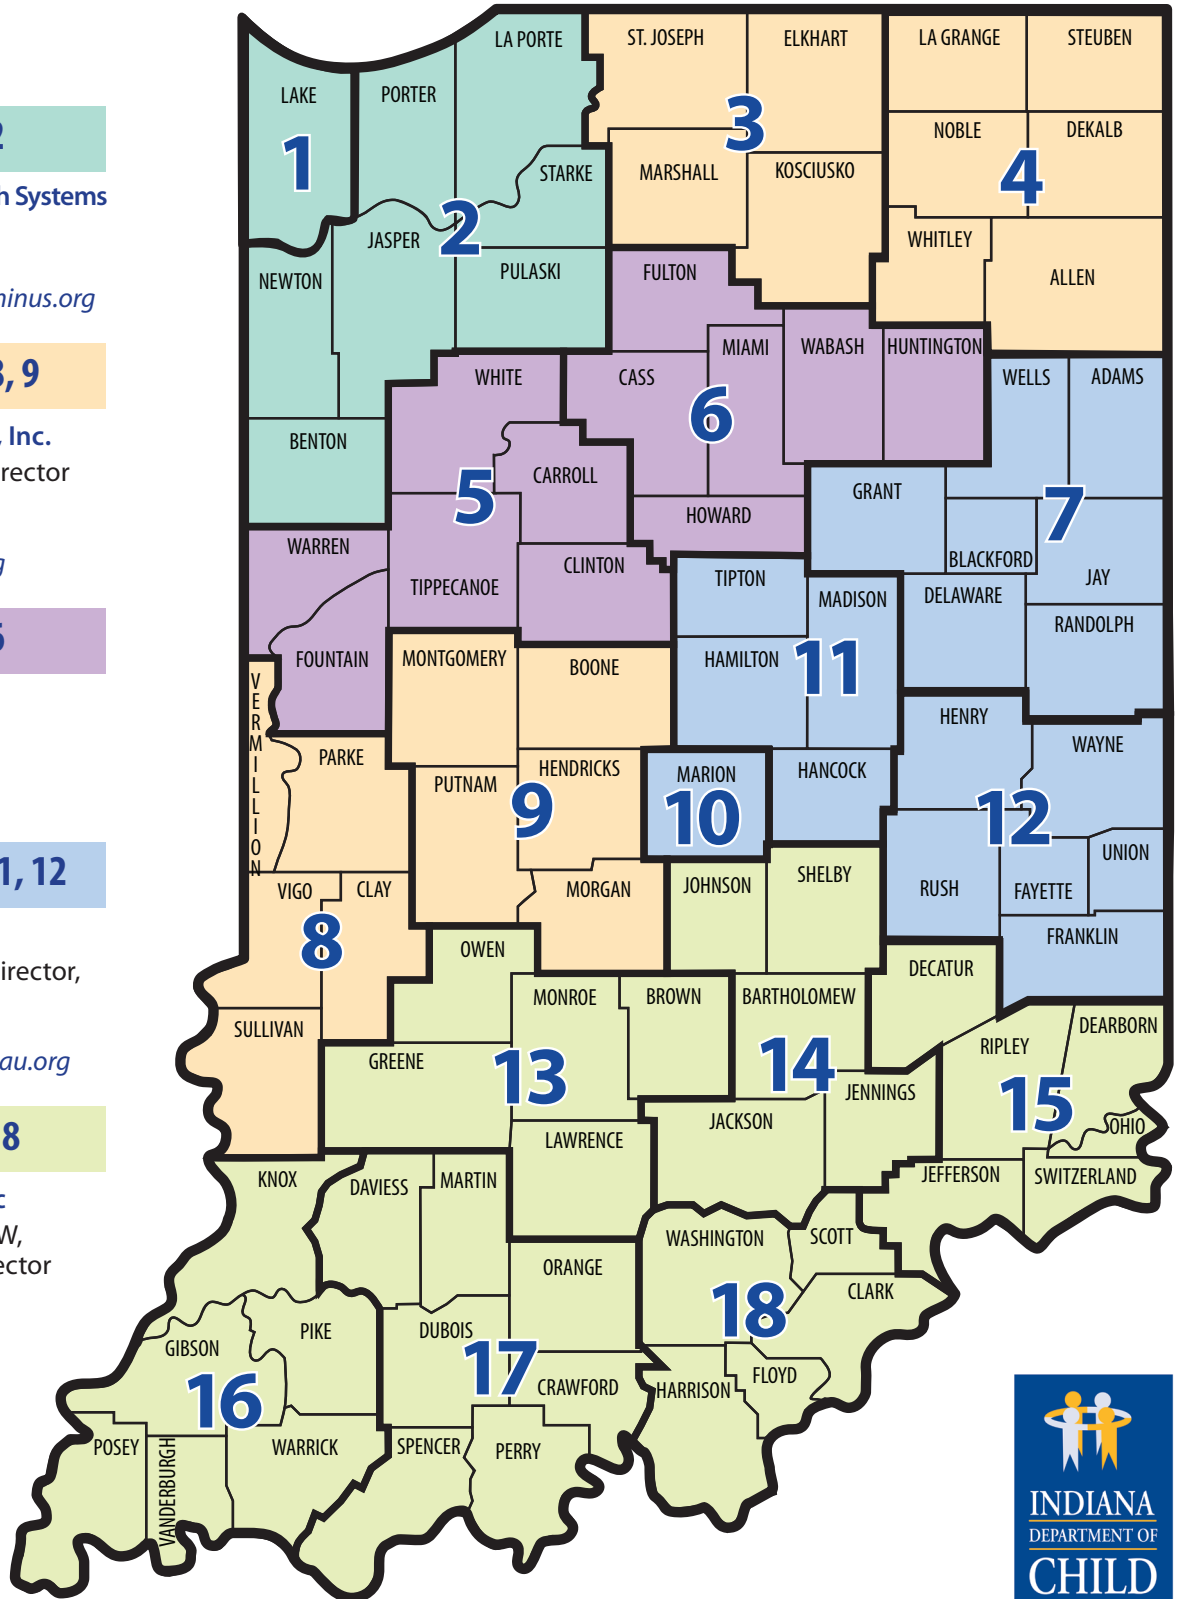 2
h Systems
ninus.org
3, 9
, Inc.
rector
g
5
1, 12
irector,
au.org
8
c
W,
ector
LAKE
PORTER
LA PORTE
ST. JOSEPH
ELKHART
LA GRANGE
STEUBEN
1
2
3
4
NOBLE
DEKALB
STARKE
MARSHALL
KOSCIUSKO
JASPER
WHITLEY
ALLEN
NEWTON
PULASKI
FULTON
BENTON
WHITE
CASS
MIAMI
WABASH
HUNTINGTON
WELLS
ADAMS
5
6
7
CARROLL
HOWARD
GRANT
BLACKFORD
JAY
WARREN
TIPPECANOE
CLINTON
TIPTON
MADISON
DELAWARE
RANDOLPH
FOUNTAIN
MONTGOMERY
BOONE
HAMILTON
11
HENRY
WAYNE
VERMILLION
PARKE
PUTNAM
HENDRICKS
MARION
HANCOCK
9
10
12
VIGO
CLAY
MORGAN
JOHNSON
SHELBY
RUSH
FAYETTE
UNION
8
OWEN
FRANKLIN
SULLIVAN
MONROE
BROWN
BARTHOLOMEW
DECATUR
GREENE
13
14
15
RIPLEY
DEARBORN
JENNINGS
OHIO
LAWRENCE
JACKSON
JEFFERSON
SWITZERLAND
KNOX
DAVIESS
MARTIN
WASHINGTON
SCOTT
ORANGE
CLARK
GIBSON
PIKE
DUBOIS
18
16
17
CRAWFORD
HARRISON
FLOYD
POSEY
VANDERBURGH
WARRICK
SPENCER
PERRY
INDIANA
DEPARTMENT OF
CHILD